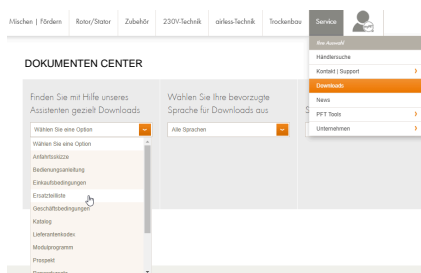 Mischen | Fördern Rotor/Stator Zubehör 230V-Technik airless-Technik Trockenbau Service
Ihre Auswahl
Händlersuche
Kontakt | Support
Downloads
News
PFT Tools
Unternehmen
DOKUMENTEN CENTER
Finden Sie mit Hilfe unseres
Assistenten gezielt Downloads
Wählen Sie eine Option
Wählen Sie eine Option
Anfahrtsskizze
Bedienungsanleitung
Einkaufsbedingungen
Ersatzteilliste
Geschäftsbedingungen
Katalog
Lieferantenkodex
Modulprogramm
Prospekt
Wählen Sie Ihre bevorzugte
Sprache für Downloads aus
Alle Sprachen
S